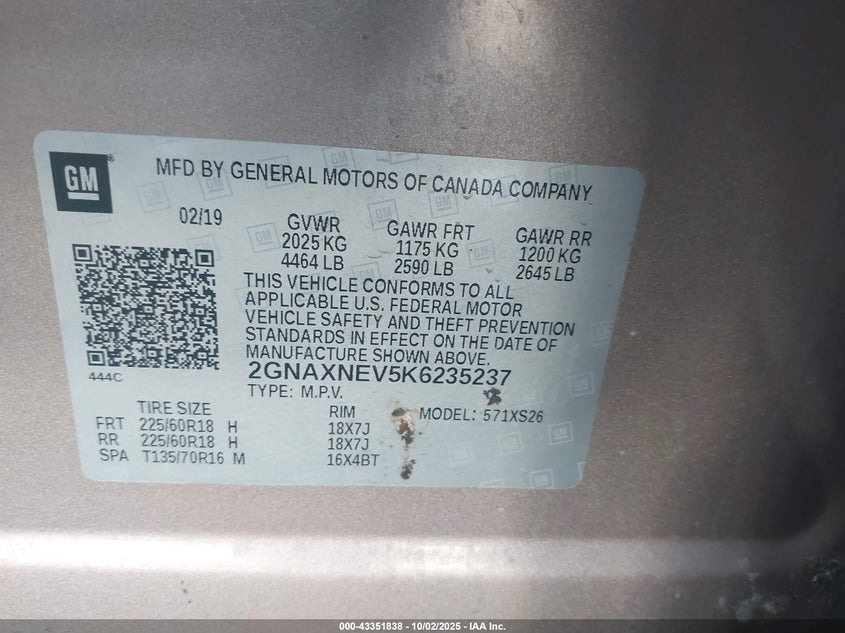 GM
MFD BY GENERAL MOTORS OF CANADA COMPANY
02/19
GVWR
2025 KG
4464 LB
GAWR FRT
1175 KG
2590 LB
GAWR RR
1200 KG
2645 LB
THIS VEHICLE CONFORMS TO ALL
APPLICABLE U.S. FEDERAL MOTOR
VEHICLE SAFETY AND THEFT PREVENTION
STANDARDS IN EFFECT ON THE DATE OF
MANUFACTURE SHOWN ABOVE.
444C
2GNAXNEV5K6235237
TYPE: M.P.V.
MODEL: 571XS26
TIRE SIZE RIM
FRT 225/60R18 H 18X7J
RR 225/60R18 H 18X7J
SPA T135/70R16 M 16X4BT
000-43351838 - 10/02/2025 - IAA Inc.